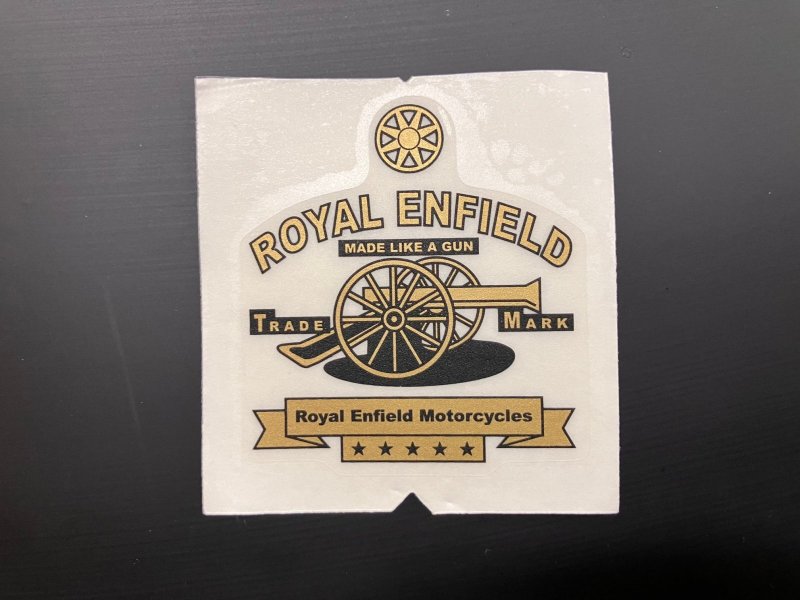 ROYAL ENFIELD
MADE LIKE A GUN
TRADE MARK
Royal Enfield Motorcycles